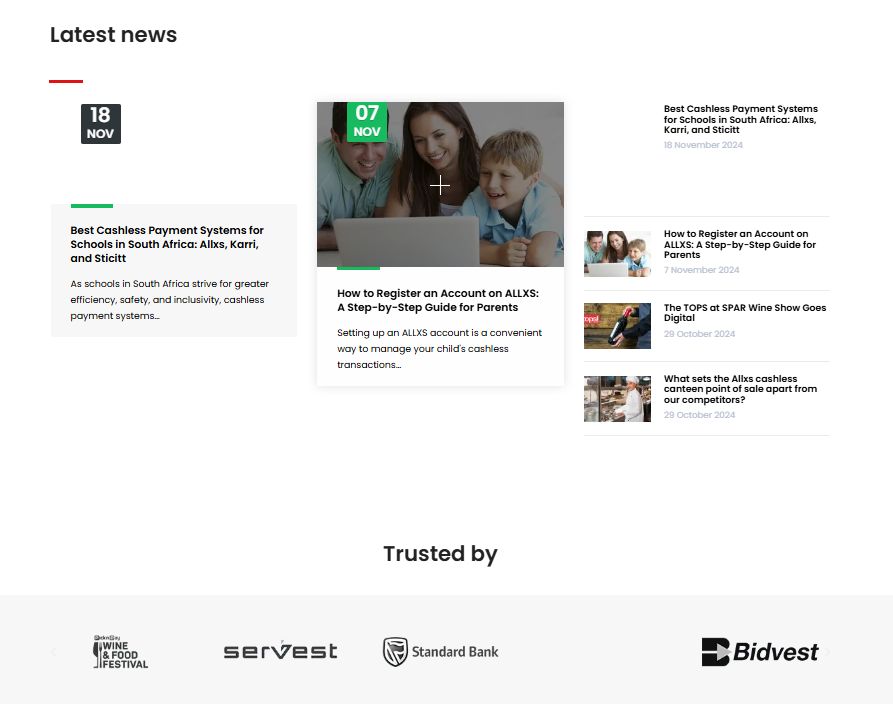 Latest news
18
NOV
Best Cashless Payment Systems for
Schools in South Africa: Allxs, Karri,
and Sticitt
As schools in South Africa strive for greater
efficiency, safety, and inclusivity, cashless
payment systems...
07
NOV
How to Register an Account on ALLXS:
A Step-by-Step Guide for Parents
Setting up an ALLXS account is a convenient
way to manage your child's cashless
transactions...
Best Cashless Payment Systems
for Schools in South Africa: Allxs,
Karri, and Sticitt
18 November 2024
How to Register an Account on
ALLXS: A Step-by-Step Guide for
Parents
7 November 2024
The TOPS at SPAR Wine Show Goes
Digital
29 October 2024
What sets the Allxs cashless
canteen point of sale apart from
our competitors?
29 October 2024
Trusted by
WINE
& FOOD
FESTIVAL
servest
Standard Bank
Bidvest